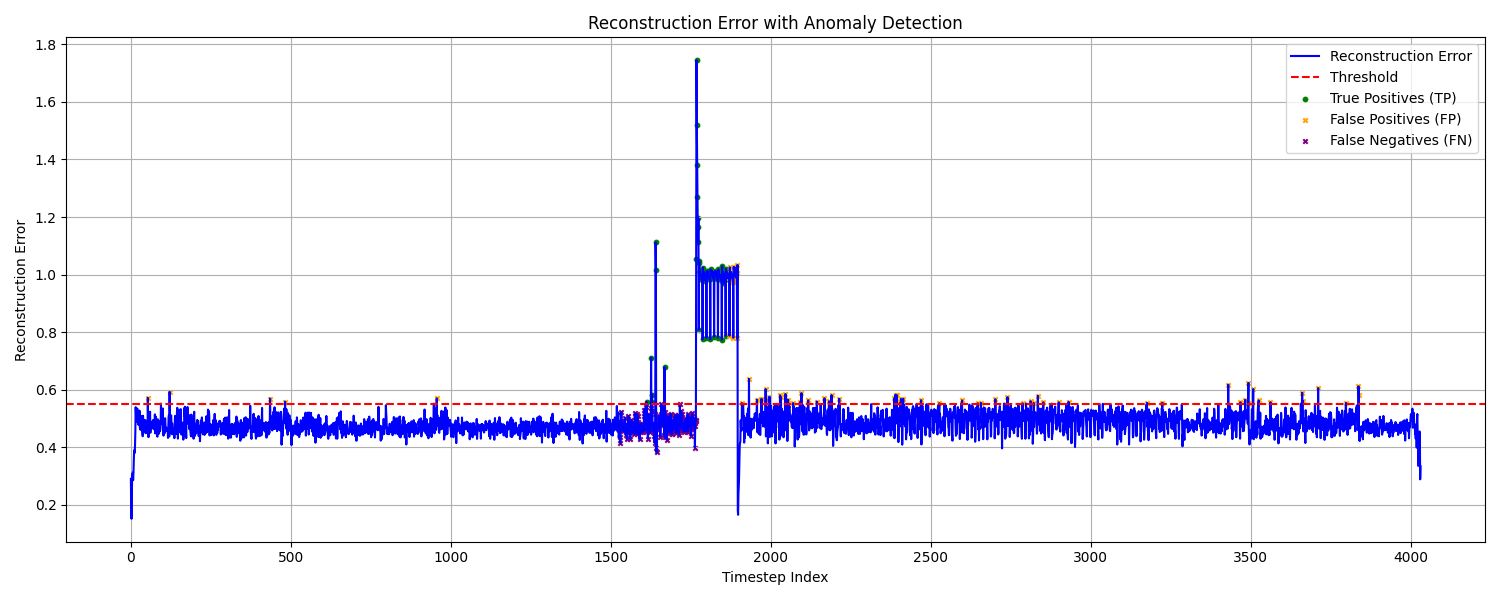 Reconstruction Error with Anomaly Detection
Reconstruction Error
1.8
1.6
1.4
1.2
1.0
0.8
0.6
0.4
0.2
Reconstruction Error
Threshold
True Positives (TP)
False Positives (FP)
False Negatives (FN)
0 500 1000 1500 2000 2500 3000 3500 4000
Timestep Index